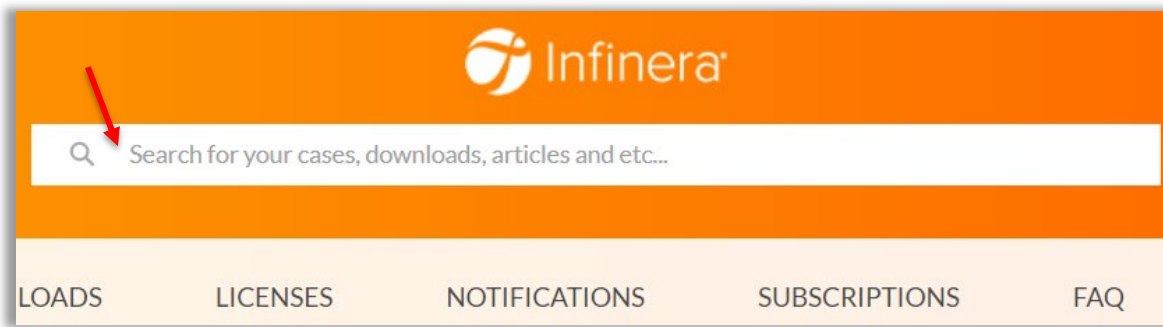 Infinera
Search for your cases, downloads, articles and etc...
LOADS LICENSES NOTIFICATIONS SUBSCRIPTIONS FAQ